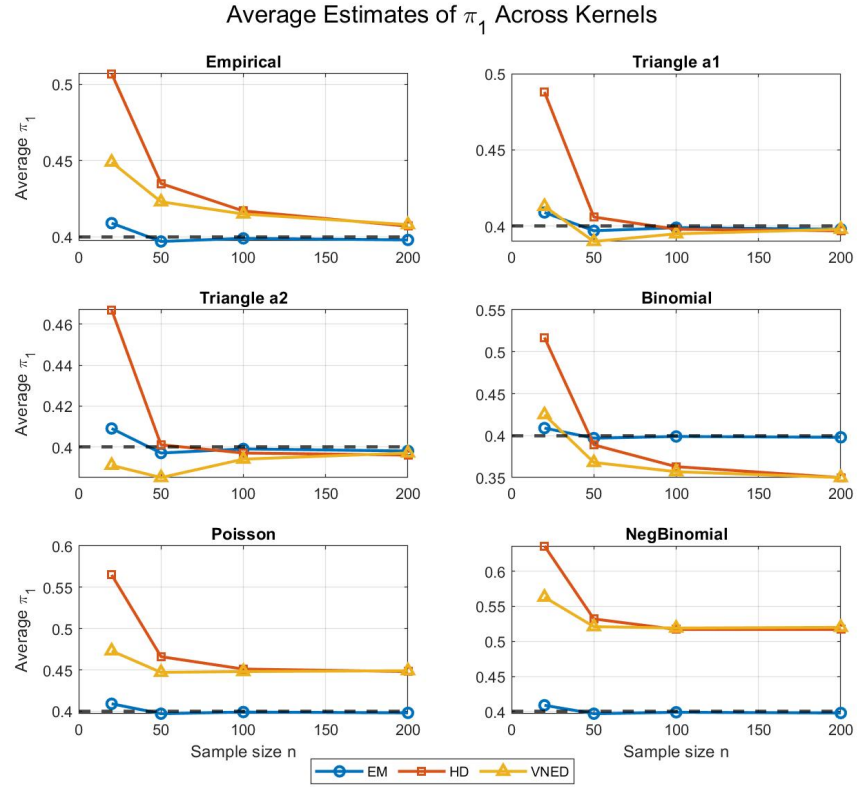 Average Estimates of π1 Across Kernels
Empirical
0.5
0.45
0.4
Average π1
0 50 100 150 200
Triangle a1
0.5
0.45
0.4
0 50 100 150 200
Triangle a2
0.46
0.44
0.42
0.4
0 50 100 150 200
Binomial
0.55
0.5
0.45
0.4
0.35
0 50 100 150 200
Poisson
0.6
0.55
0.5
0.45
0.4
Average π1
0 50 100 150 200
Sample size n
NegBinomial
0.6
0.55
0.5
0.45
0.4
0 50 100 150 200
Sample size n
EM HD VNED